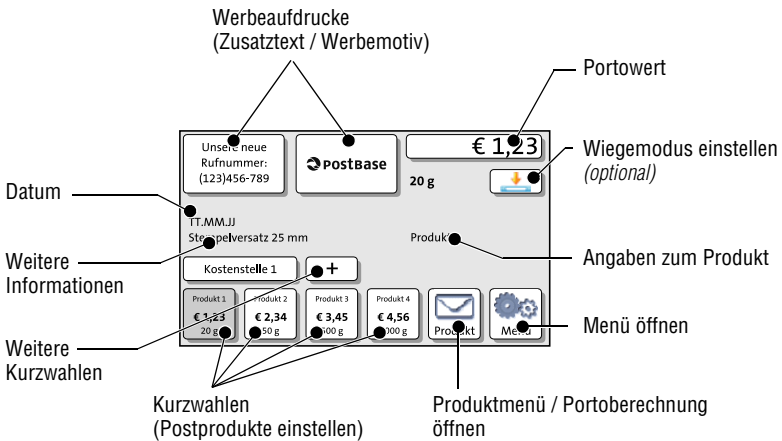 Werbeaufdrucke
(Zusatztext / Werbemotiv)
Portowert
Unsere neue
Rufnummer:
(123)456-789
POSTBASE
€ 1,23
Wiegemodus einstellen
(optional)
20 g
Datum
TT.MM.JJ
Stempelversatz 25 mm
Produkt
Angaben zum Produkt
Weitere
Informationen
Kostenstelle 1
+
Produkt 1
€ 1,23
20 g
Produkt 2
€ 2,34
50 g
Produkt 3
€ 3,45
500 g
Produkt 4
€ 4,56
1000 g
Produkt
Menü
Menü öffnen
Weitere
Kurzwahlen
Kurzwahlen
(Postprodukte einstellen)
Produktmenü / Portoberechnung
öffnen